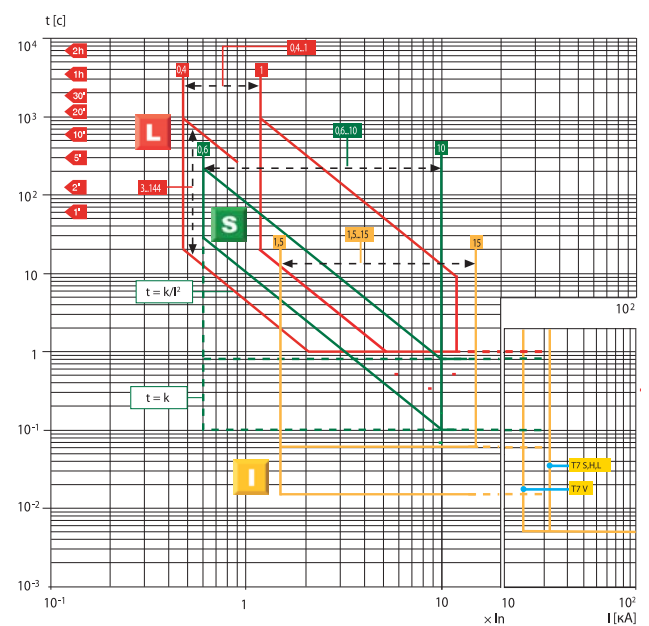 t [c]
10⁴
2h
0,4..1
1h
0,4
1
30'
20'
10³
10'
L
0,6..10
5'
0,6
10
2'
3..144
10²
1'
S
1,5
1,5..15
15
10
t = k/I²
10²
1
t = k
10⁻¹
I
T7 S,H,L
T7 V
10⁻²
10⁻³
10⁻¹
1
10
10
10²
× In
I [кА]